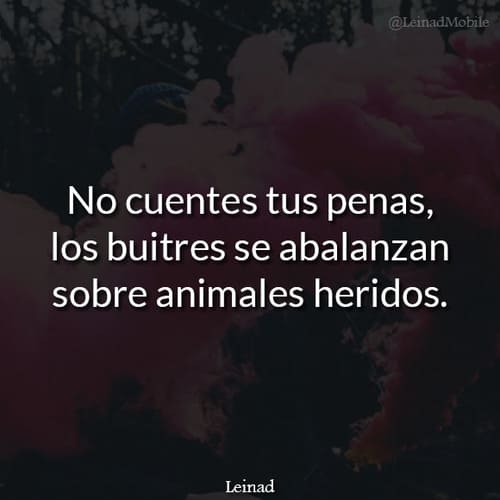 @LeinadMobile
No cuentes tus penas,
los buitres se abalanzan
sobre animales heridos.
Leinad